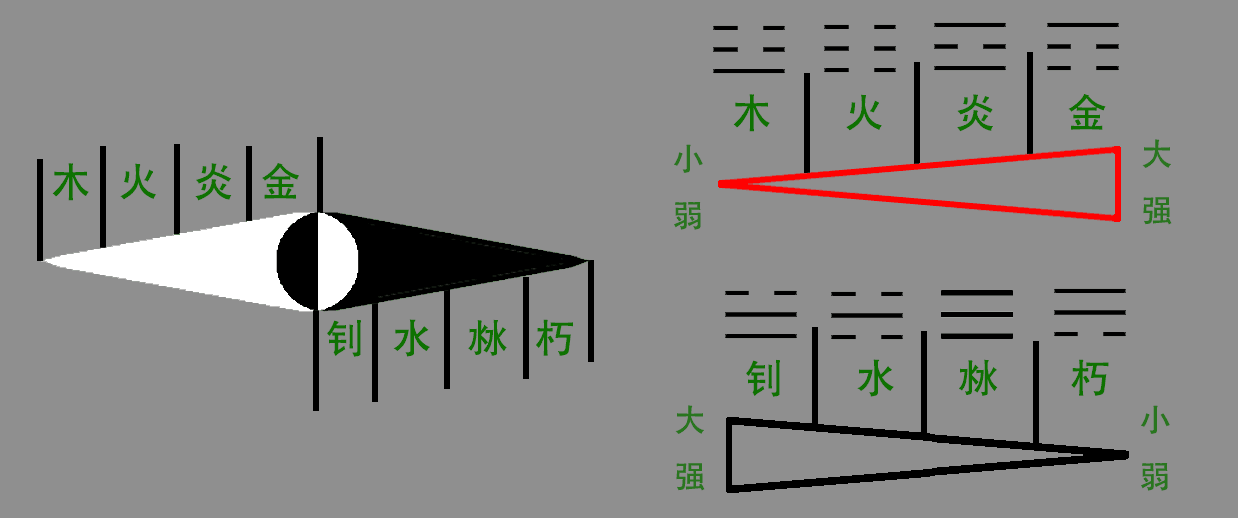 木 火 炎 金
钊 水 沝 朽
木 火 炎 金
小 大
弱 强
钊 水 沝 朽
大 小
强 弱